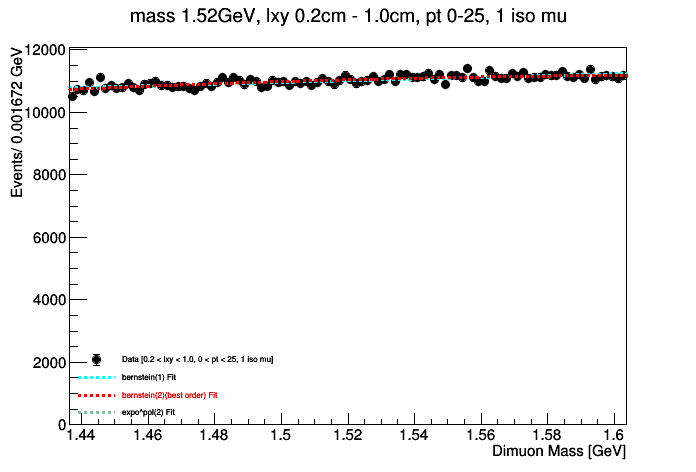 mass 1.52GeV, lxy 0.2cm - 1.0cm, pt 0-25, 1 iso mu
Events/ 0.001672 GeV
12000
10000
8000
6000
4000
2000
0
Data [0.2 < lxy < 1.0, 0 < pt < 25, 1 iso mu]
bernstein(1) Fit
bernstein(2)(best order) Fit
expo^pol(2) Fit
1.44 1.46 1.48 1.5 1.52 1.54 1.56 1.58 1.6
Dimuon Mass [GeV]